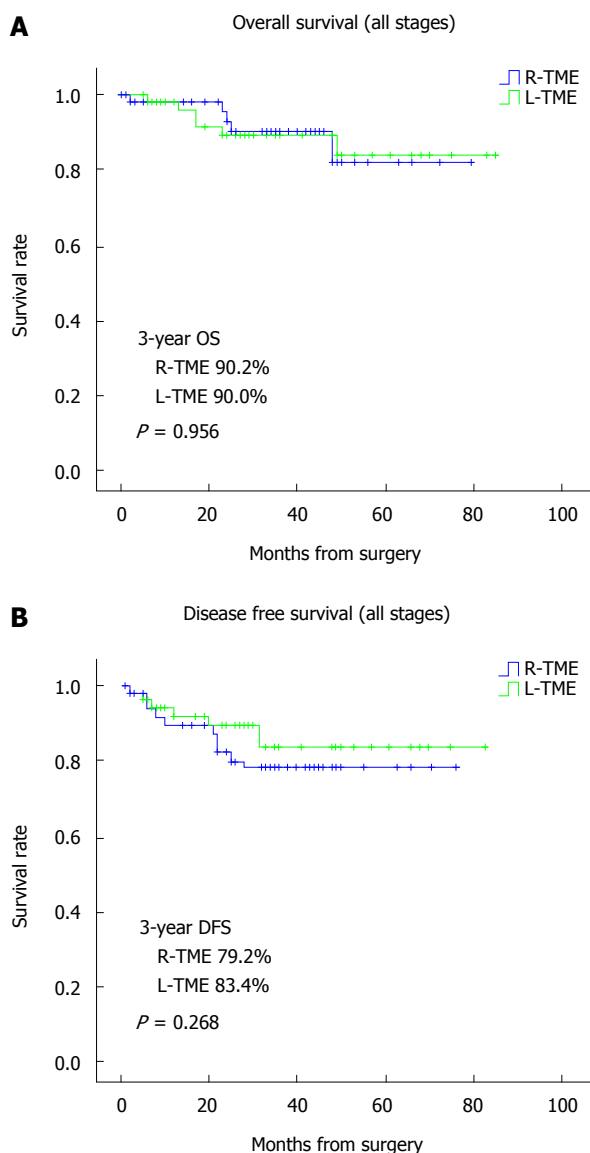 A
Overall survival (all stages)
R-TME
L-TME
1.0
0.8
0.6
0.4
0.2
0.0
Survival rate
3-year OS
R-TME 90.2%
L-TME 90.0%
P = 0.956
0 20 40 60 80 100
Months from surgery
B
Disease free survival (all stages)
R-TME
L-TME
1.0
0.8
0.6
0.4
0.2
0.0
Survival rate
3-year DFS
R-TME 79.2%
L-TME 83.4%
P = 0.268
0 20 40 60 80 100
Months from surgery